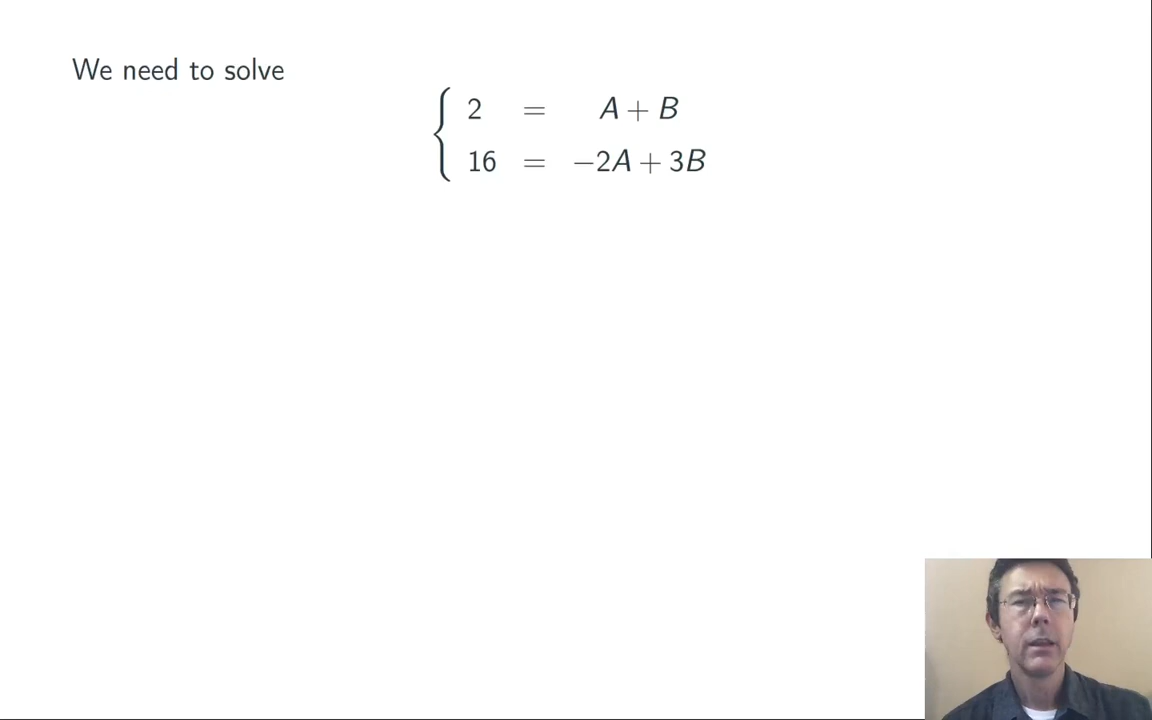 We need to solve
2 = A + B
16 = −2A + 3B